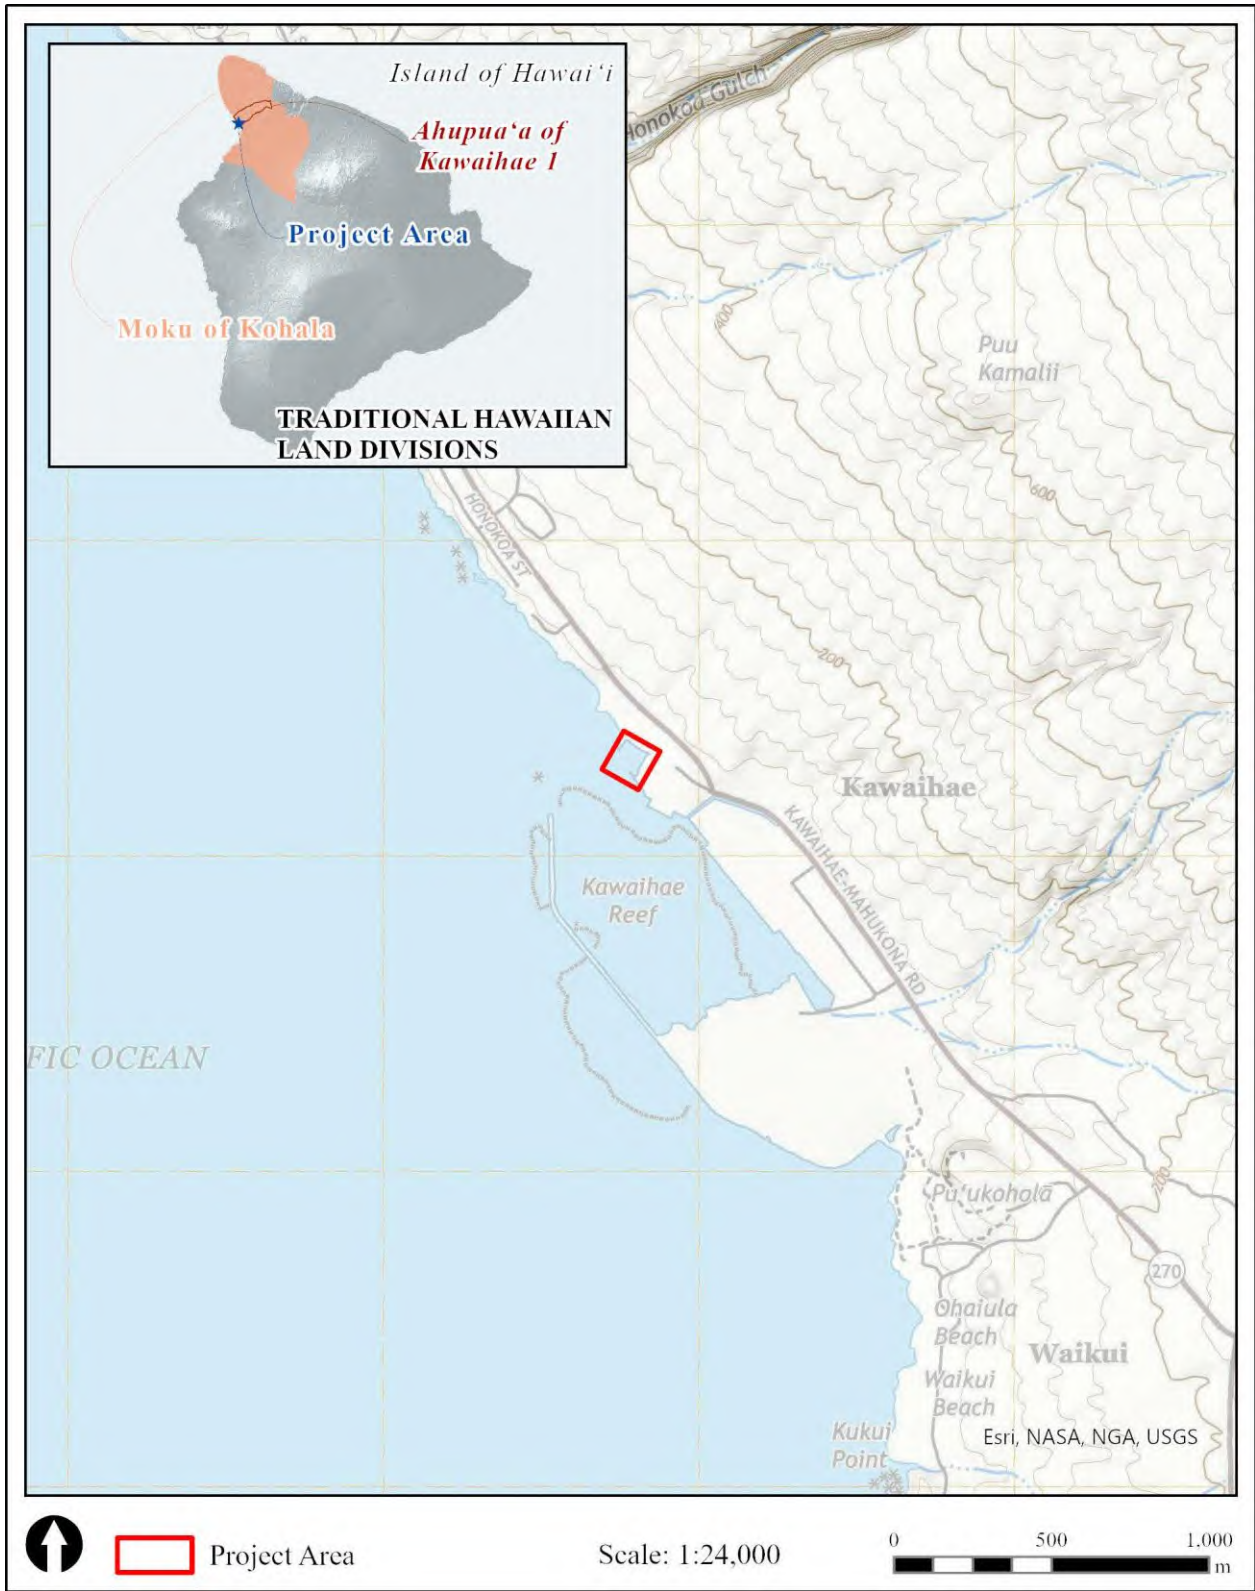 Island of Hawai‘i
Ahupua‘a of
Kawaihae 1
Project Area
Moku of Kohala
TRADITIONAL HAWAIIAN
LAND DIVISIONS
Honokoa Gulch
400
Puu
Kamalii
600
HONOKOA ST
200
Kawaihae
KAWAIHAE-MAHUKONA RD
Kawaihae
Reef
FIC OCEAN
Pu‘ukoholā
200
270
Ohaiula
Beach
Waikui
Waikui
Beach
Kukui
Point
Esri, NASA, NGA, USGS
Project Area
Scale: 1:24,000
0 500 1,000
m